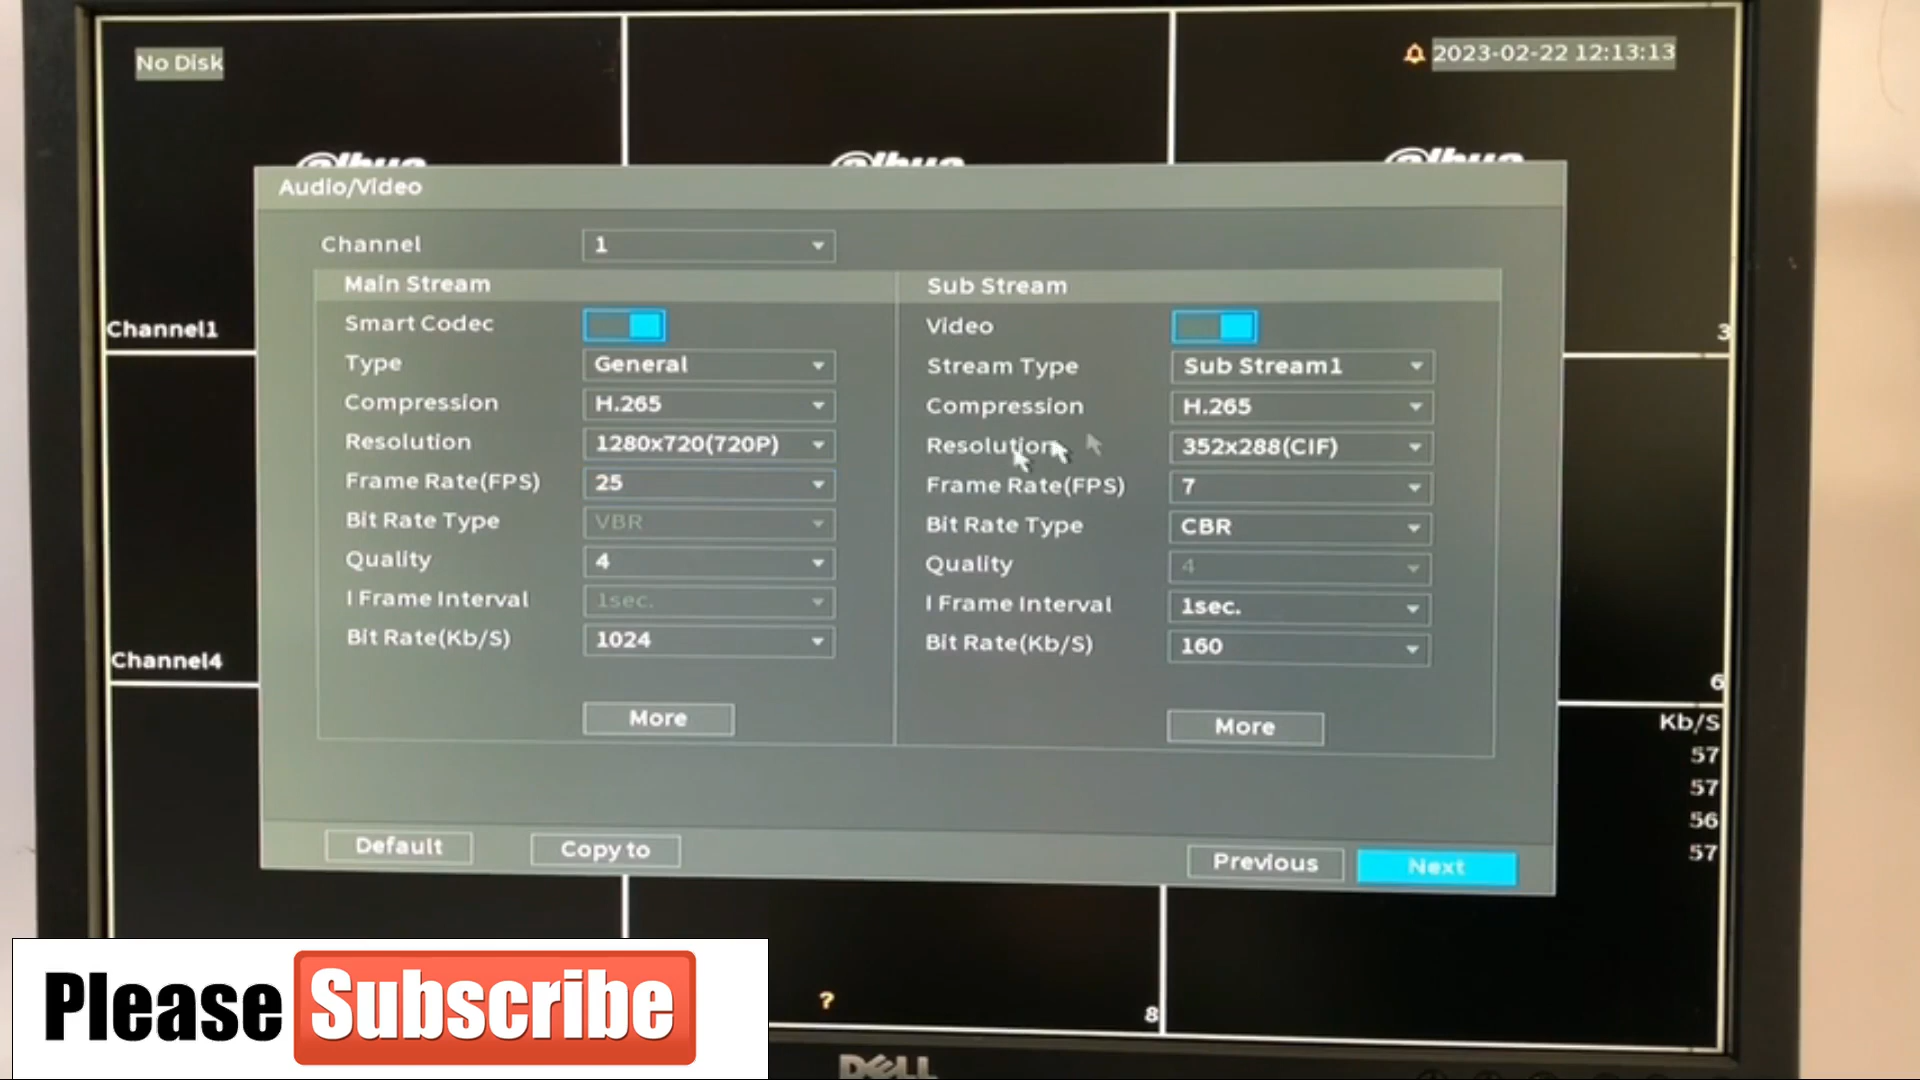 No Disk
2023-02-22 12:13:13
alhua alhua alhua
Audio/Video
Channel 1
Main Stream Sub Stream
Smart Codec Video
Type General Stream Type Sub Stream1
Compression H.265 Compression H.265
Resolution 1280x720(720P) Resolution 352x288(CIF)
Frame Rate(FPS) 25 Frame Rate(FPS) 7
Bit Rate Type VBR Bit Rate Type CBR
Quality 4 Quality 4
I Frame Interval 1sec. I Frame Interval 1sec.
Bit Rate(Kb/S) 1024 Bit Rate(Kb/S) 160
More More
Default Copy to Previous Next
Channel1 3
Channel4 6
Kb/S
57
57
56
57
? 8
Please Subscribe
DELL